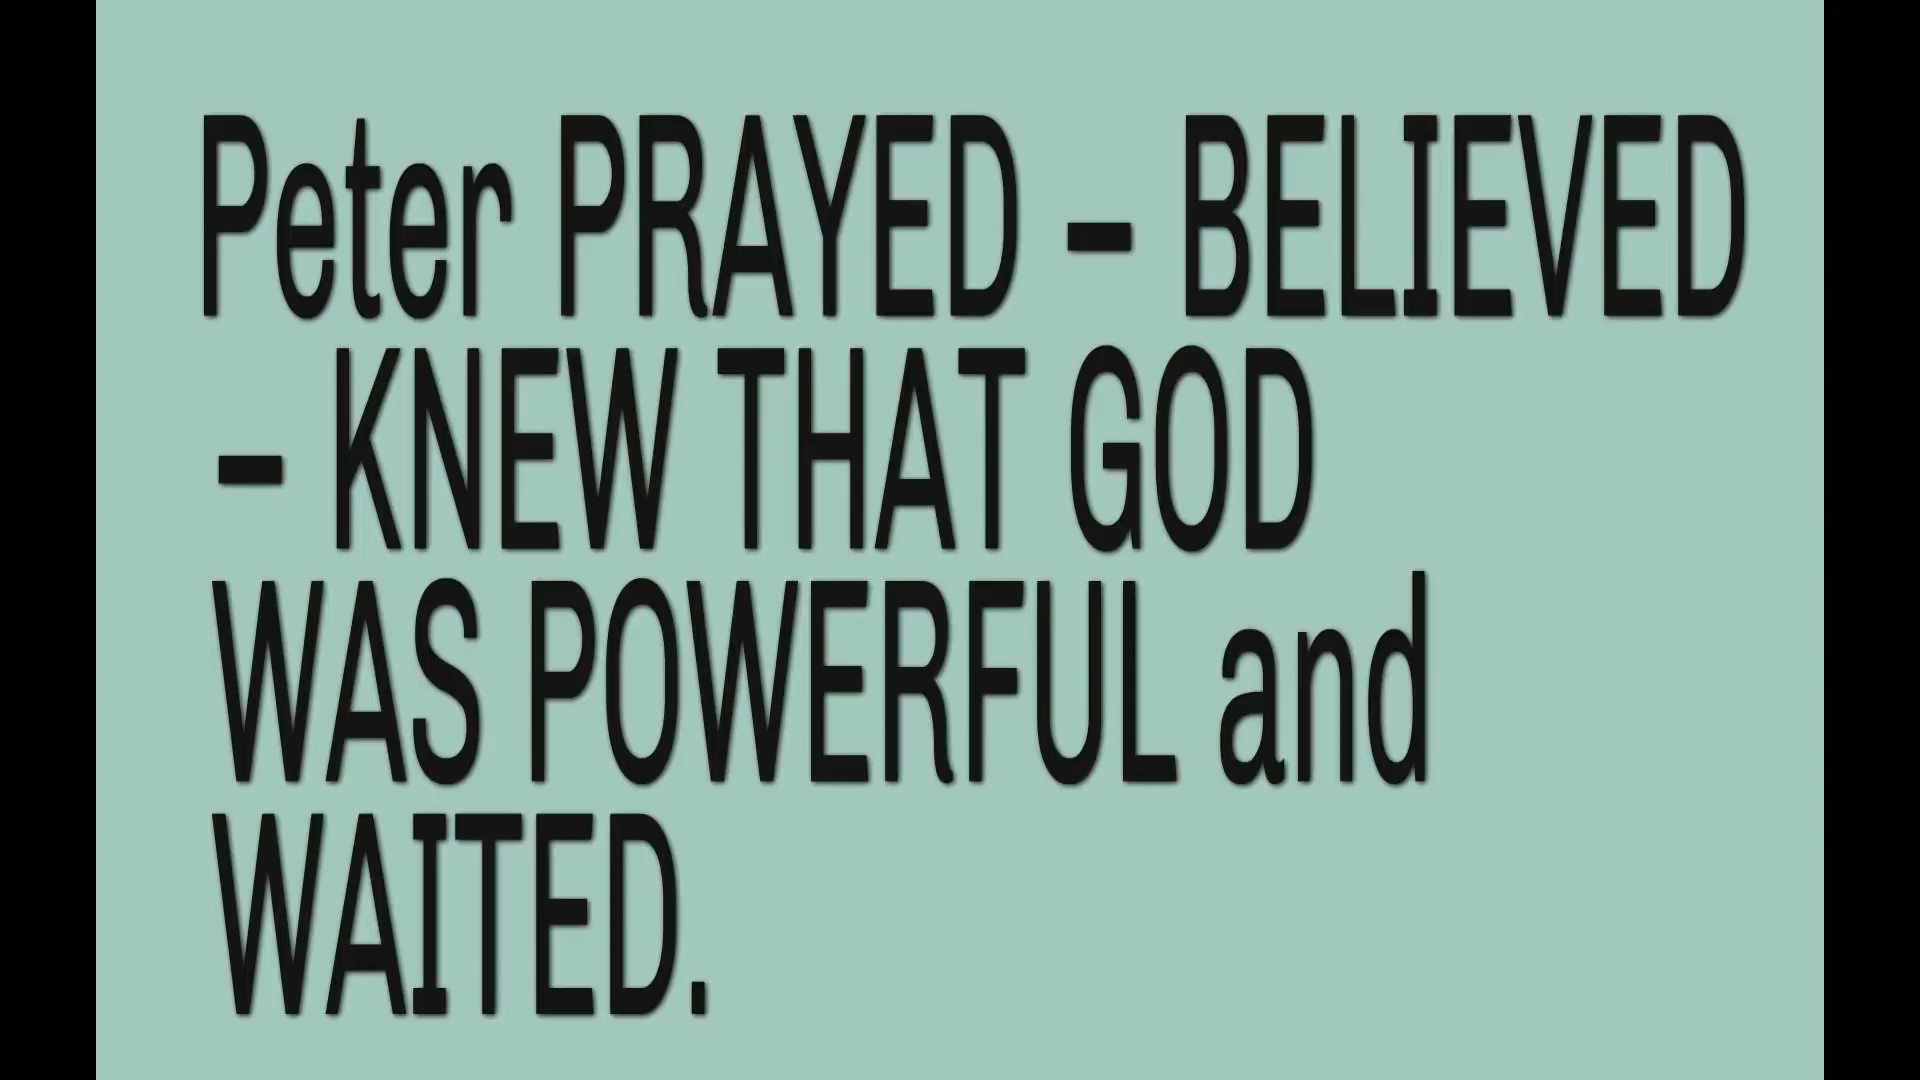 Peter PRAYED – BELIEVED
– KNEW THAT GOD
WAS POWERFUL and
WAITED.